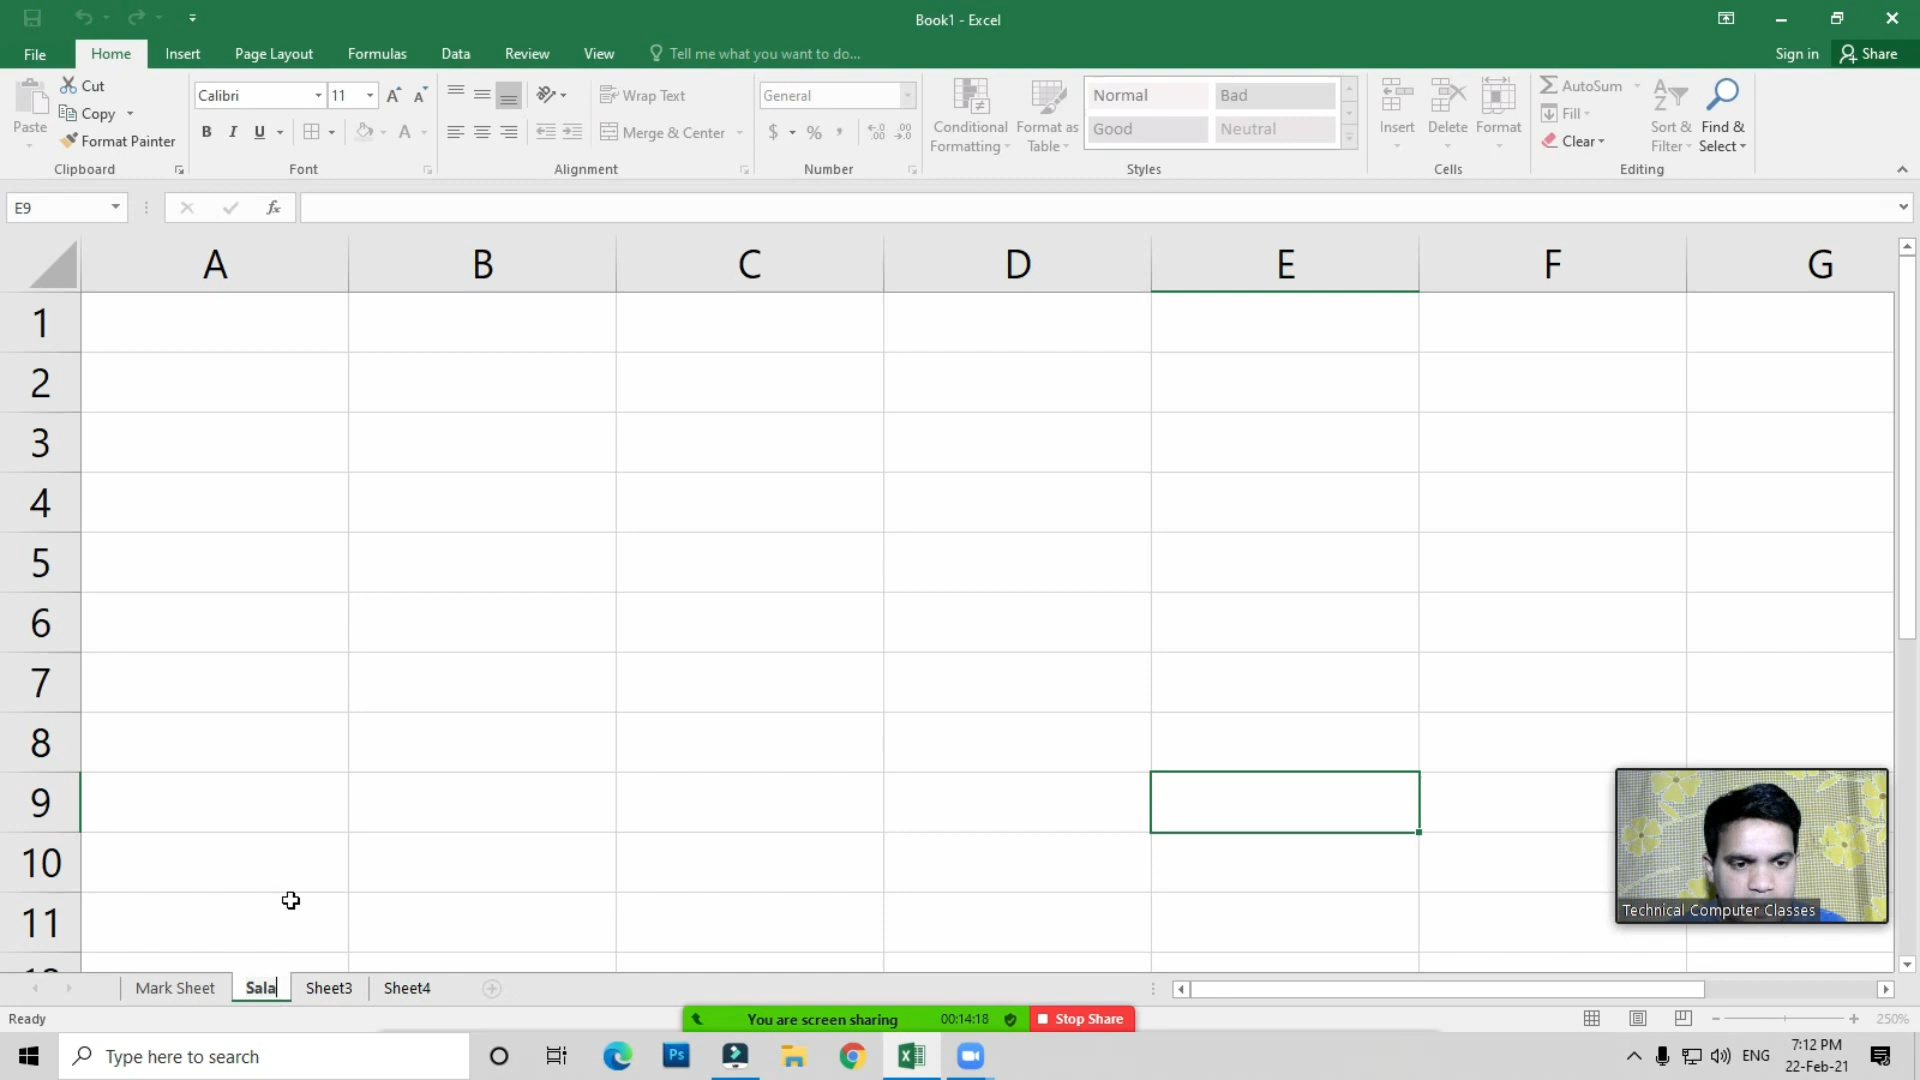 Book1 - Excel
File Home Insert Page Layout Formulas Data Review View Tell me what you want to do... Sign in Share
Cut
Copy
Format Painter
Paste
Clipboard
Calibri 11
B I U A
Font
Wrap Text
Merge & Center
Alignment
General
$ % ,
Number
Conditional Formatting
Format as Table
Normal Bad
Good Neutral
Styles
Insert Delete Format
Cells
AutoSum
Fill
Clear
Sort & Filter
Find & Select
Editing
E9 fx
A B C D E F G
1
2
3
4
5
6
7
8
9
10
11
Technical Computer Classes
Mark Sheet Sala Sheet3 Sheet4
Ready
You are screen sharing 00:14:18 Stop Share
250%
Type here to search
Ps
ENG
7:12 PM
22-Feb-21